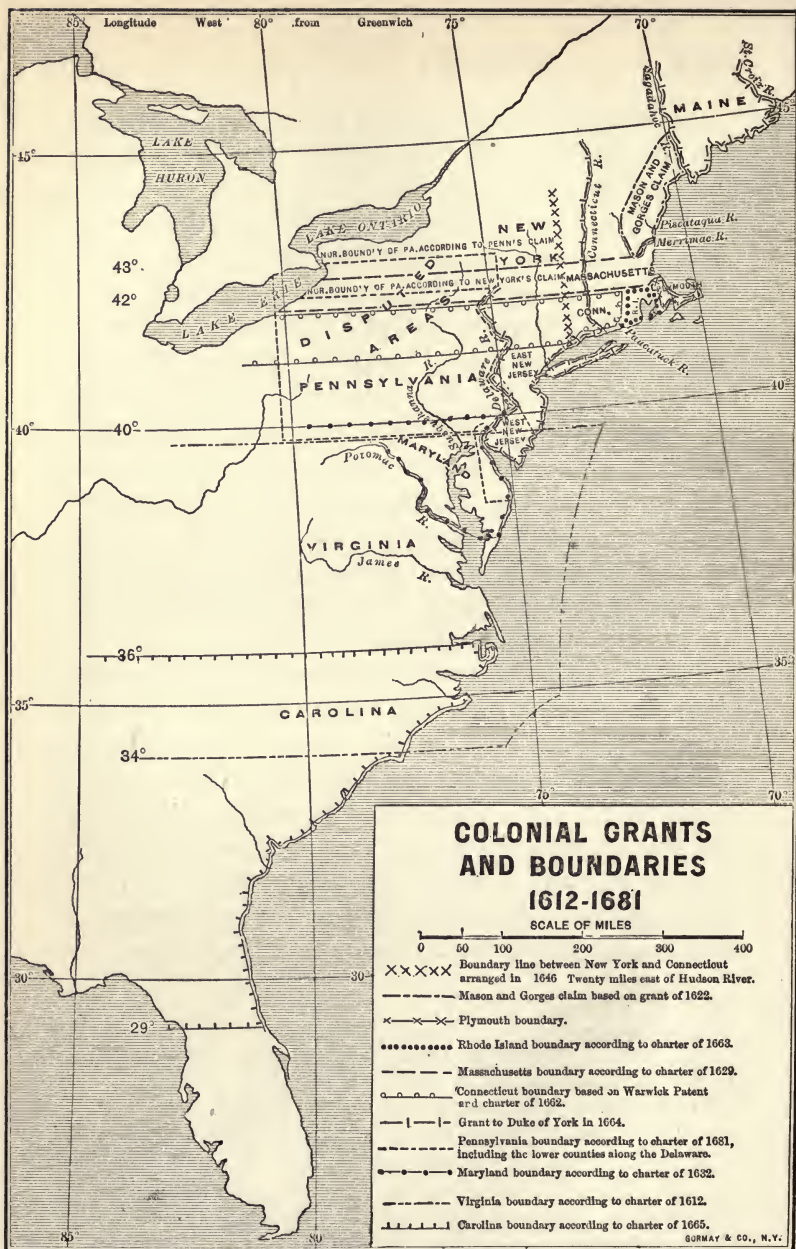 85° Longitude West 80° from Greenwich 75° 70°
St. Croix R.
Sagadahoc R.
MAINE
45° 45°
LAKE
HURON
MASON AND
GORGES CLAIM
Connecticut R.
LAKE ONTARIO
NEW
YORK
Piscataqua R.
Merrimac R.
NOR. BOUND'Y OF PA. ACCORDING TO PENN'S CLAIM
43°
NOR. BOUND'Y OF PA. ACCORDING TO NEW YORK'S CLAIM
MASSACHUSETTS
42°
PLYMOUTH
LAKE ERIE
DISPUTED
AREAS
CONN.
R.I.
Paucatuck R.
EAST
NEW
JERSEY
Delaware R.
PENNSYLVANIA
Susquehanna R.
40° 40° 40°
WEST
NEW
JERSEY
MARYLAND
Potomac R.
VIRGINIA
James R.
36°
35° 35°
CAROLINA
34°
75° 70°
30° 30°
29°
85° 80°
COLONIAL GRANTS
AND BOUNDARIES
1612-1681
SCALE OF MILES
0 50 100 200 300 400
Boundary line between New York and Connecticut
arranged in 1646 Twenty miles east of Hudson River.
Mason and Gorges claim based on grant of 1622.
Plymouth boundary.
Rhode Island boundary according to charter of 1663.
Massachusetts boundary according to charter of 1629.
Connecticut boundary based on Warwick Patent
and charter of 1662.
Grant to Duke of York in 1664.
Pennsylvania boundary according to charter of 1681,
including the lower counties along the Delaware.
Maryland boundary according to charter of 1632.
Virginia boundary according to charter of 1612.
Carolina boundary according to charter of 1665.
BORMAY & CO., N.Y.